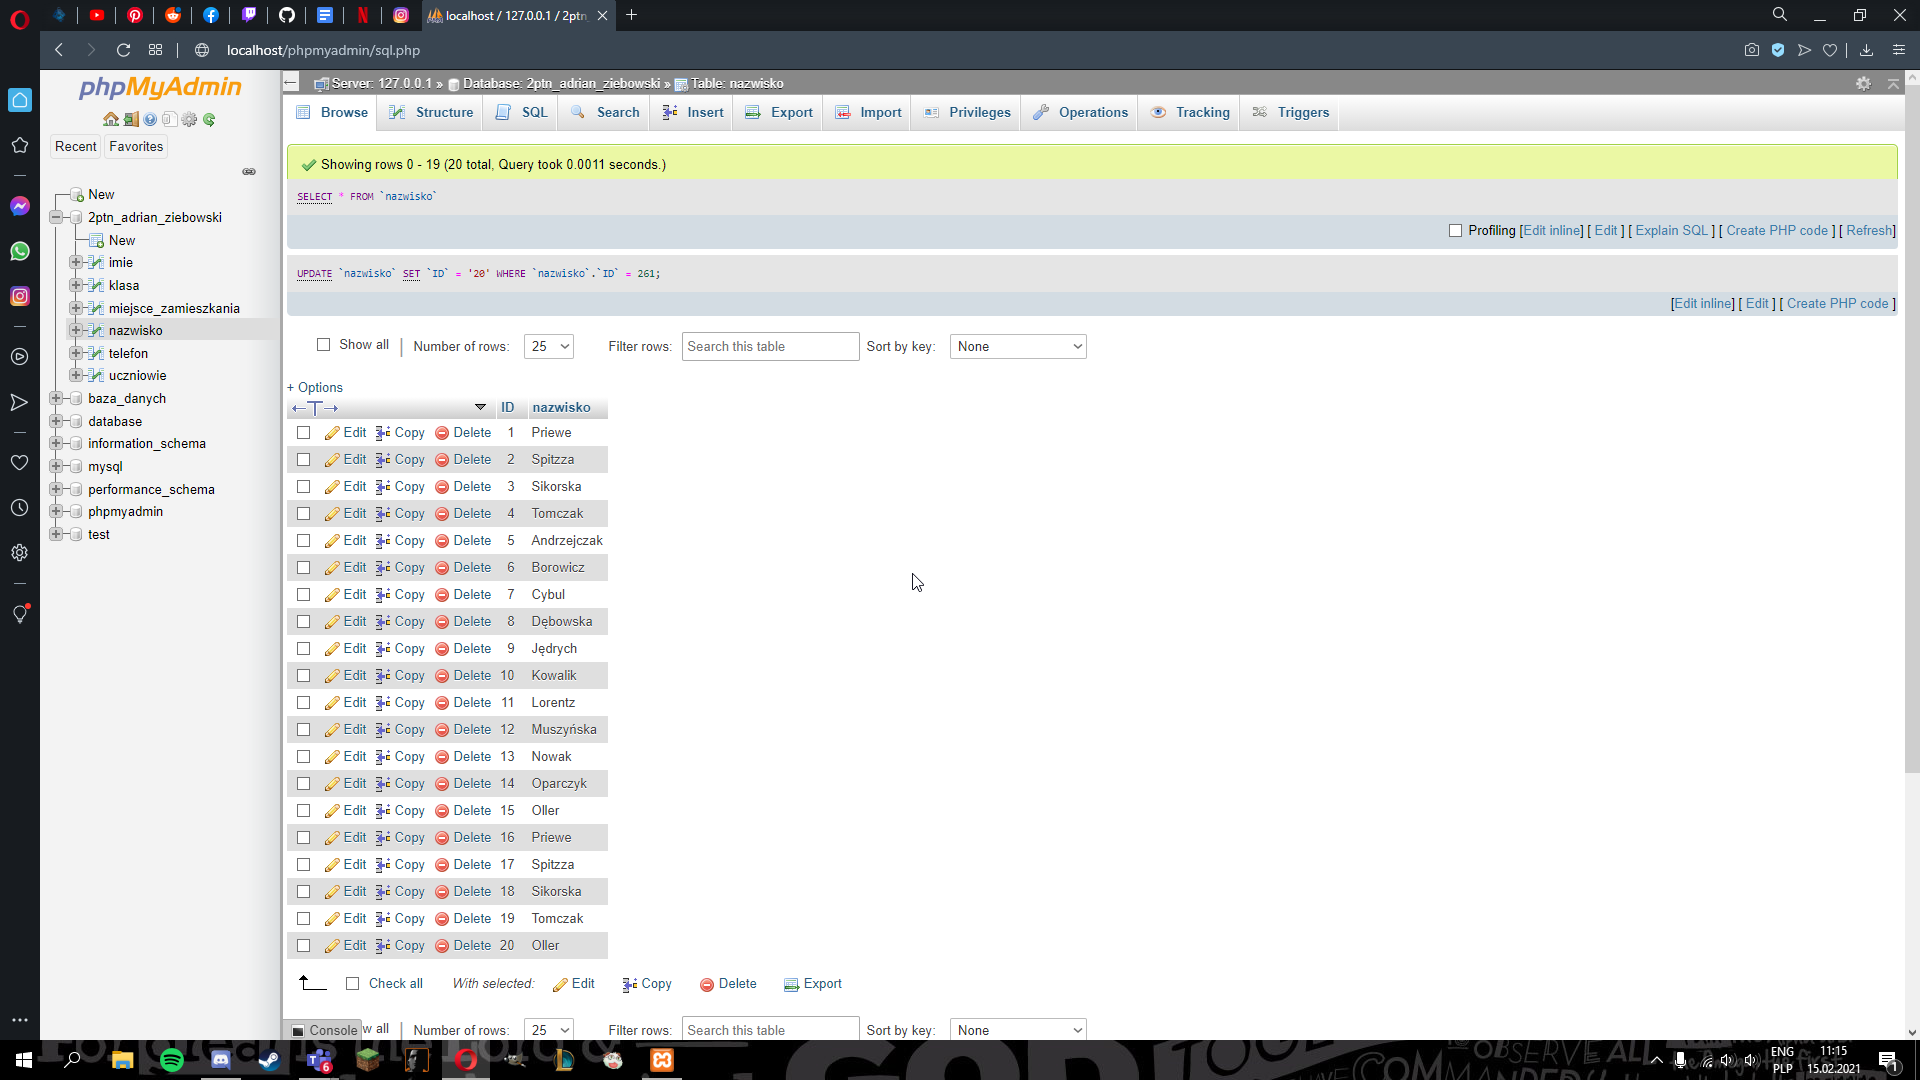 localhost / 127.0.0.1 / 2ptn_
localhost/phpmyadmin/sql.php
phpMyAdmin
Recent
Favorites
New
2ptn_adrian_ziebowski
New
imie
klasa
miejsce_zamieszkania
nazwisko
telefon
uczniowie
baza_danych
database
information_schema
mysql
performance_schema
phpmyadmin
test
Server: 127.0.0.1 » Database: 2ptn_adrian_ziebowski » Table: nazwisko
Browse Structure SQL Search Insert Export Import Privileges Operations Tracking Triggers
Showing rows 0 - 19 (20 total, Query took 0.0011 seconds.)
SELECT * FROM `nazwisko`
Profiling [Edit inline] [ Edit ] [ Explain SQL ] [ Create PHP code ] [ Refresh]
UPDATE `nazwisko` SET `ID` = '20' WHERE `nazwisko`.`ID` = 261;
[Edit inline] [ Edit ] [ Create PHP code ]
Show all | Number of rows: 25 Filter rows: Search this table Sort by key: None
+ Options
←T→ ID nazwisko
Edit Copy Delete 1 Priewe
Edit Copy Delete 2 Spitzza
Edit Copy Delete 3 Sikorska
Edit Copy Delete 4 Tomczak
Edit Copy Delete 5 Andrzejczak
Edit Copy Delete 6 Borowicz
Edit Copy Delete 7 Cybul
Edit Copy Delete 8 Dębowska
Edit Copy Delete 9 Jędrych
Edit Copy Delete 10 Kowalik
Edit Copy Delete 11 Lorentz
Edit Copy Delete 12 Muszyńska
Edit Copy Delete 13 Nowak
Edit Copy Delete 14 Oparczyk
Edit Copy Delete 15 Oller
Edit Copy Delete 16 Priewe
Edit Copy Delete 17 Spitzza
Edit Copy Delete 18 Sikorska
Edit Copy Delete 19 Tomczak
Edit Copy Delete 20 Oller
Check all With selected: Edit Copy Delete Export
Console w all | Number of rows: 25 Filter rows: Search this table Sort by key: None
OBSERVE ALL
6
ENG
PLP
11:15
15.02.2021
1